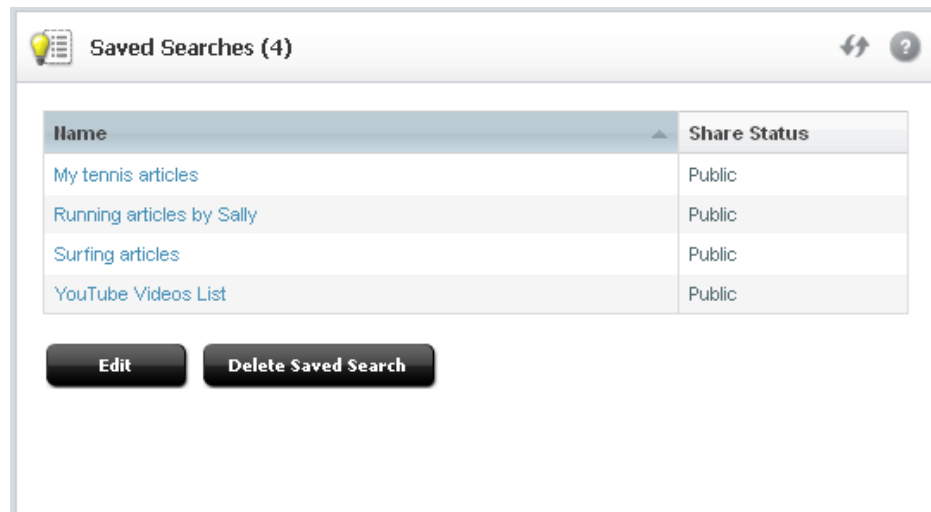 Saved Searches (4)
?
Name Share Status
My tennis articles Public
Running articles by Sally Public
Surfing articles Public
YouTube Videos List Public
Edit Delete Saved Search